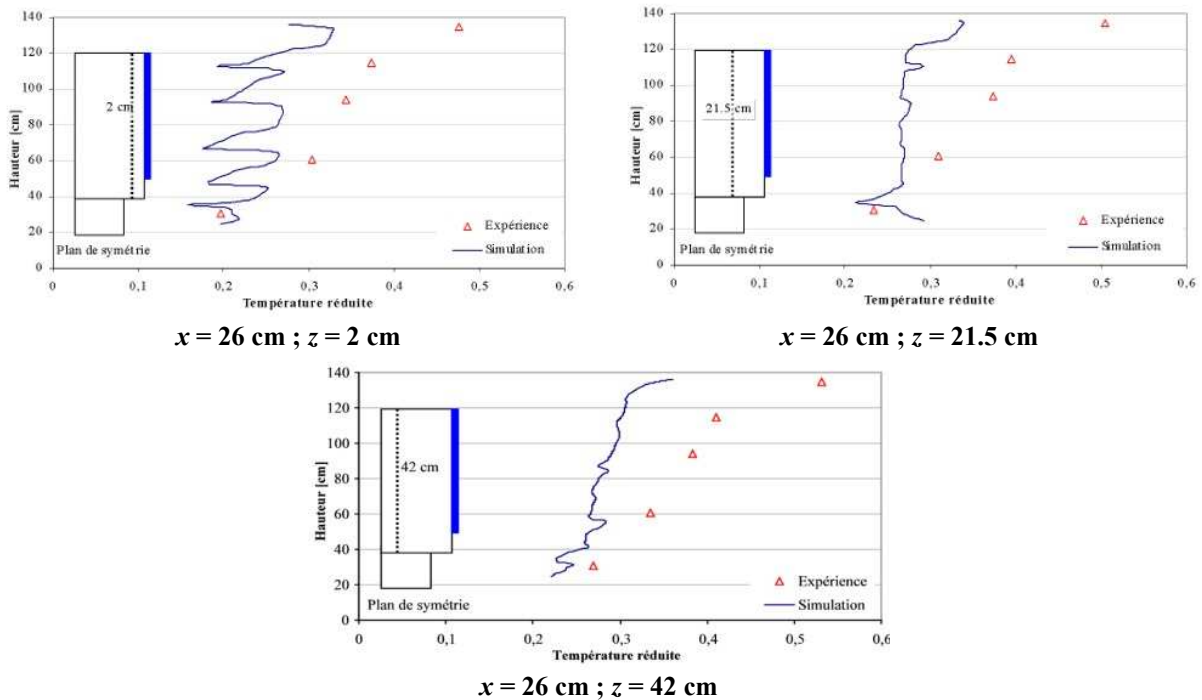 140
120
100
80
60
40
20
0
Hauteur [cm]
2 cm
Plan de symétrie
Expérience
Simulation
0 0,1 0,2 0,3 0,4 0,5 0,6
Température réduite
x = 26 cm ; z = 2 cm
140
120
100
80
60
40
20
0
Hauteur [cm]
21.5 cm
Plan de symétrie
Expérience
Simulation
0 0,1 0,2 0,3 0,4 0,5 0,6
Température réduite
x = 26 cm ; z = 21.5 cm
140
120
100
80
60
40
20
0
Hauteur [cm]
42 cm
Plan de symétrie
Expérience
Simulation
0 0,1 0,2 0,3 0,4 0,5 0,6
Température réduite
x = 26 cm ; z = 42 cm